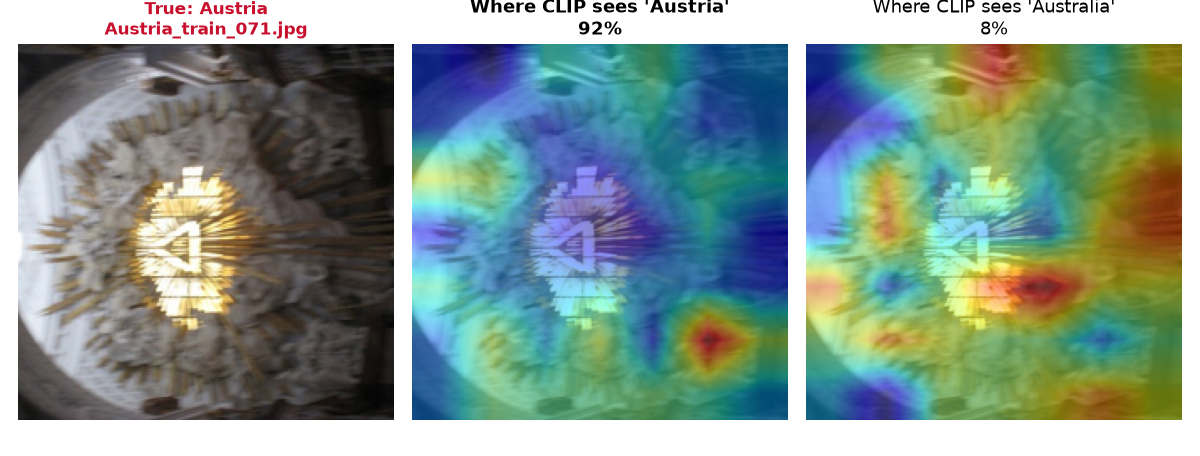 True: Austria
Austria_train_071.jpg
Where CLIP sees 'Austria'
92%
Where CLIP sees 'Australia'
8%